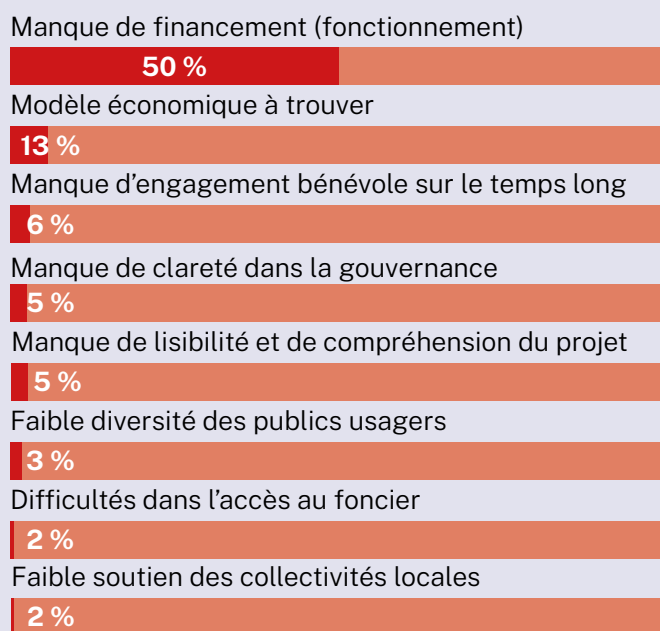 Manque de financement (fonctionnement)
50 %
Modèle économique à trouver
13 %
Manque d’engagement bénévole sur le temps long
6 %
Manque de clareté dans la gouvernance
5 %
Manque de lisibilité et de compréhension du projet
5 %
Faible diversité des publics usagers
3 %
Difficultés dans l’accès au foncier
2 %
Faible soutien des collectivités locales
2 %